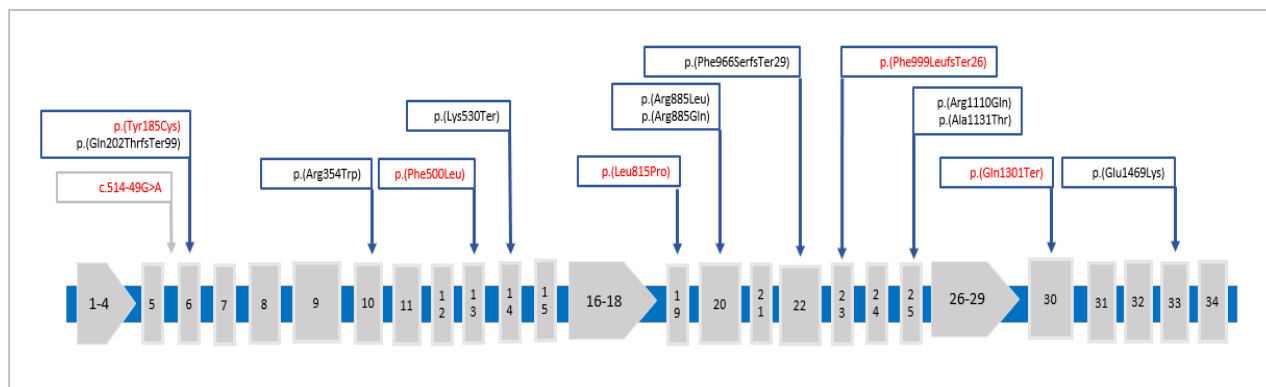 p.(Phe966SerfsTer29)
p.(Phe999LeufsTer26)
p.(Arg885Leu)
p.(Arg885Gln)
p.(Arg1110Gln)
p.(Ala1131Thr)
p.(Tyr185Cys)
p.(Gln202ThrfsTer99)
p.(Lys530Ter)
c.514-49G>A
p.(Arg354Trp)
p.(Phe500Leu)
p.(Leu815Pro)
p.(Gln1301Ter)
p.(Glu1469Lys)
1-4
5
6
7
8
9
10
11
12
13
14
15
16-18
19
20
21
22
23
24
25
26-29
30
31
32
33
34